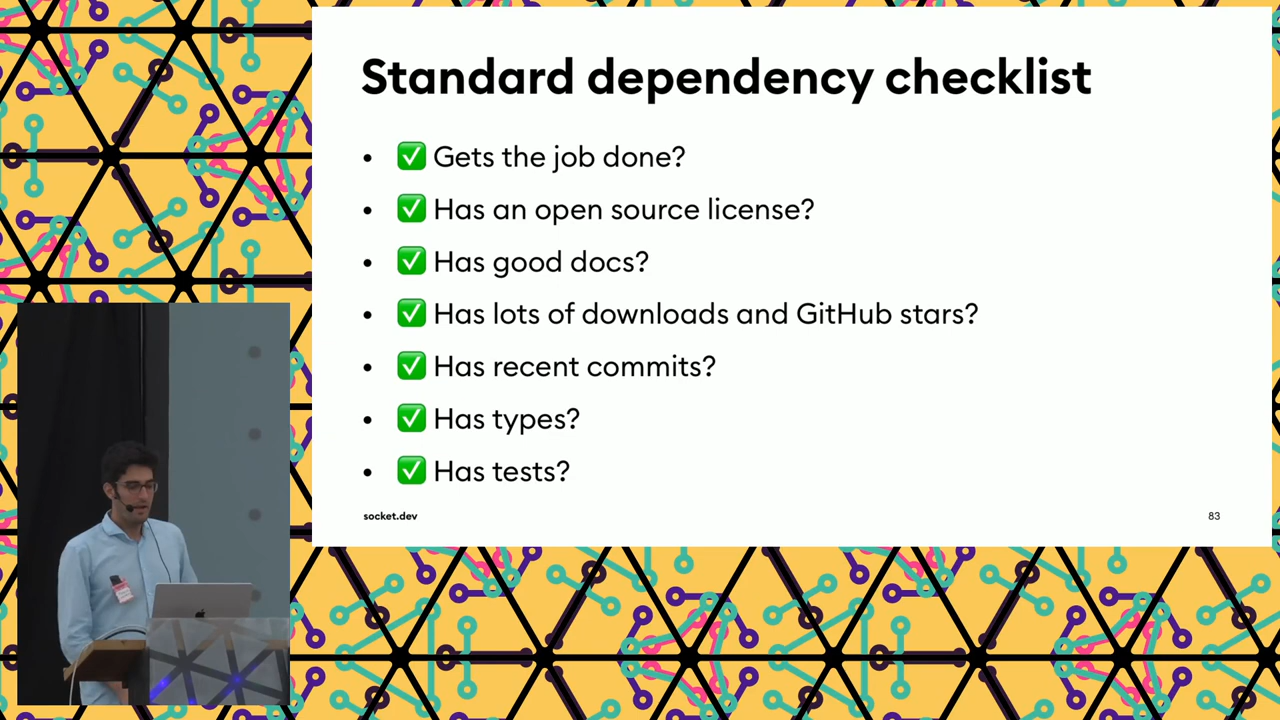 Standard dependency checklist
• ✅ Gets the job done?
• ✅ Has an open source license?
• ✅ Has good docs?
• ✅ Has lots of downloads and GitHub stars?
• ✅ Has recent commits?
• ✅ Has types?
• ✅ Has tests?
socket.dev
83